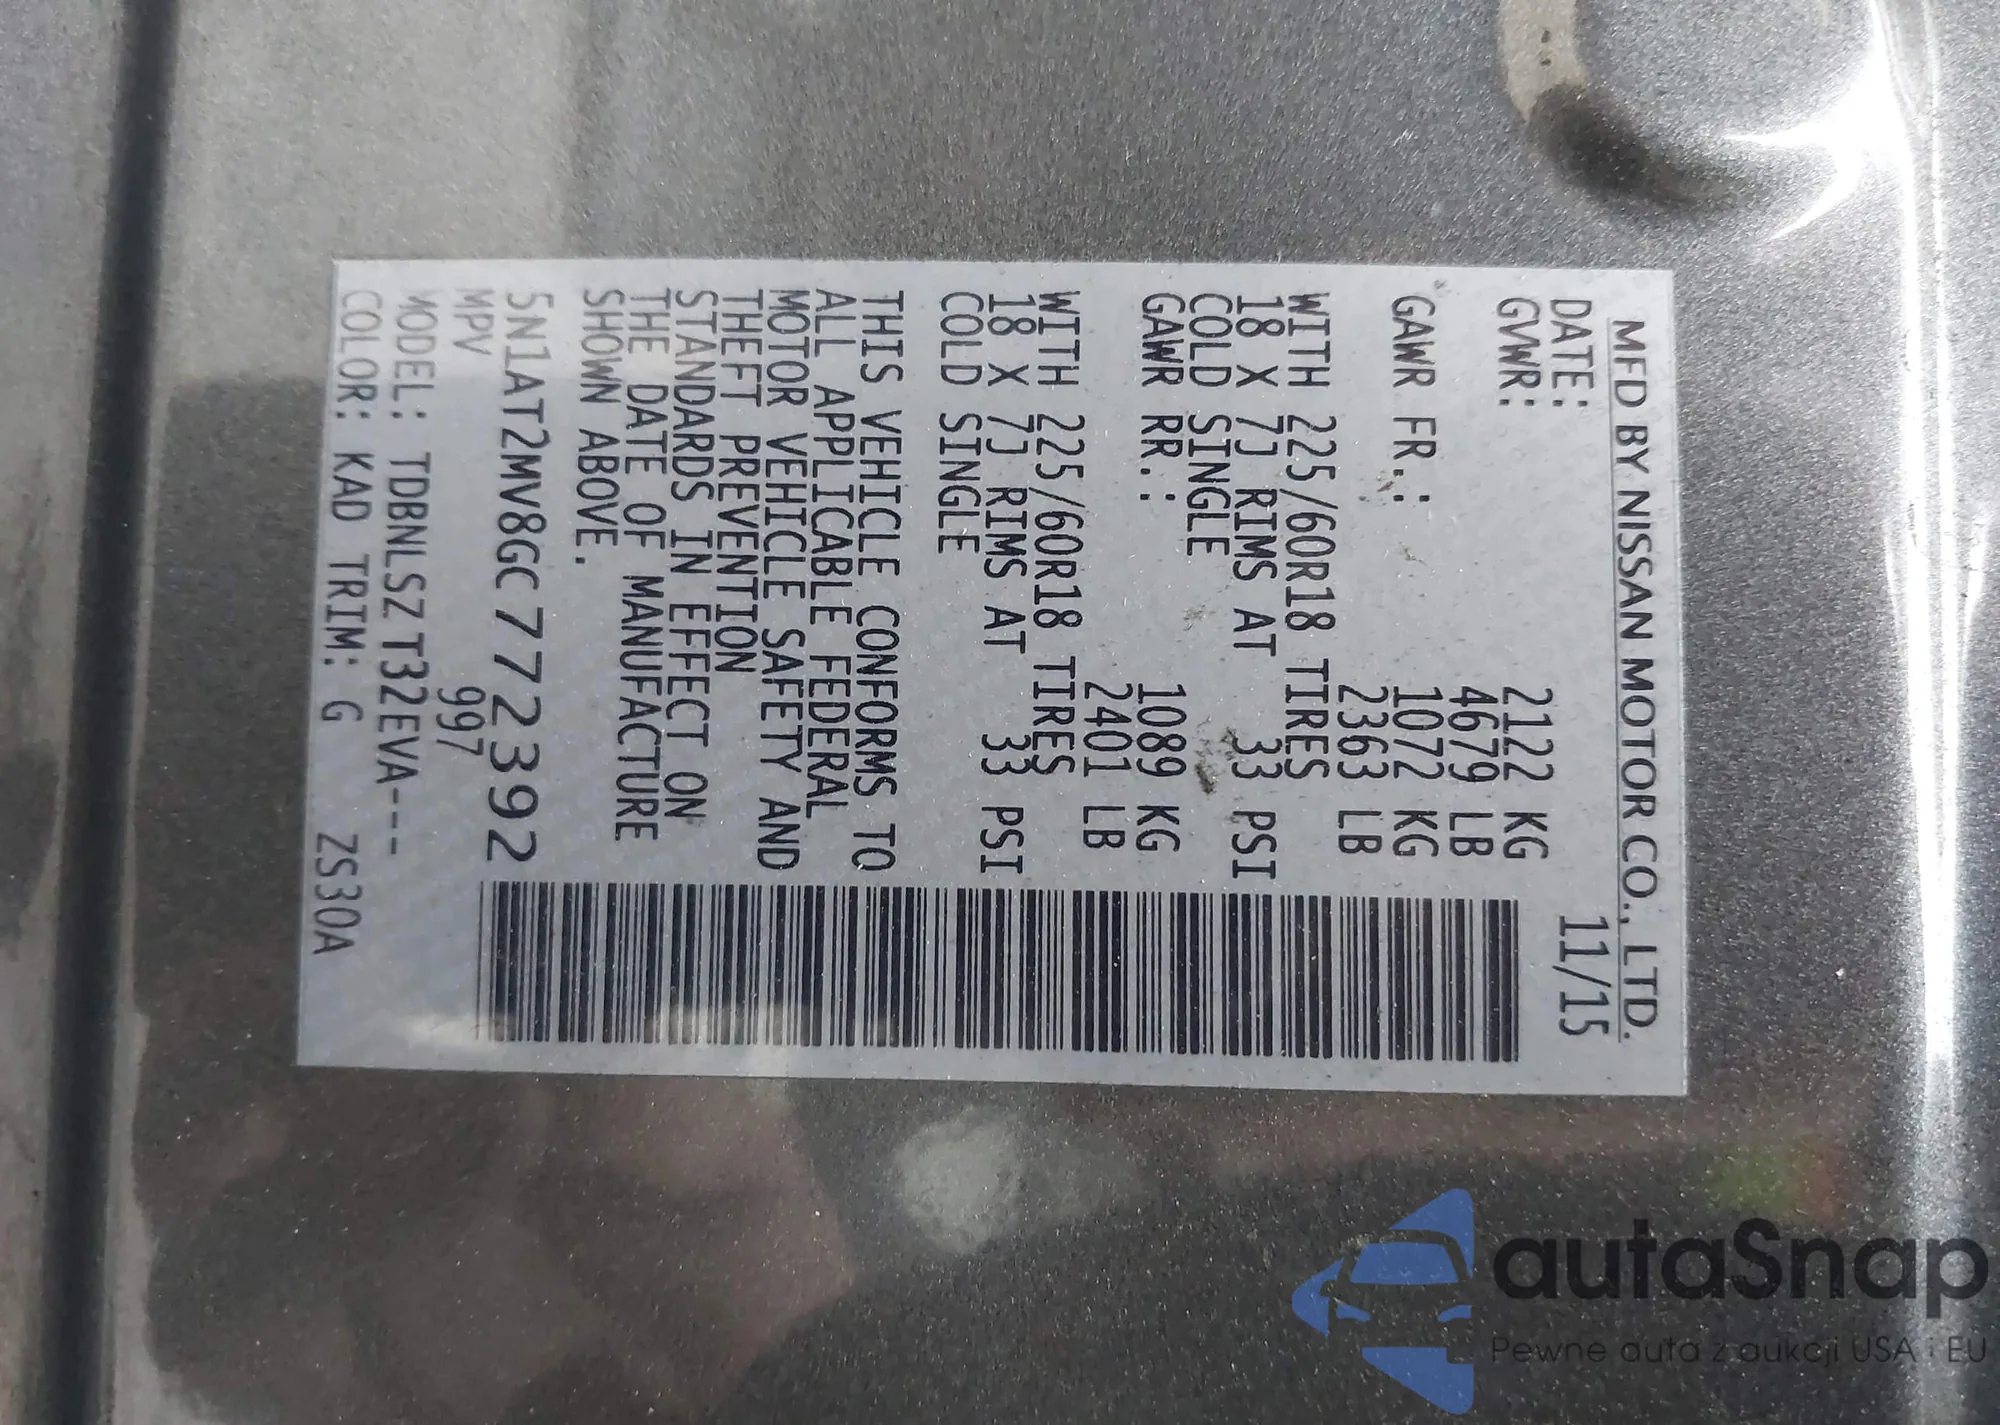 MFD BY NISSAN MOTOR CO., LTD.
DATE: 11/15
GVWR: 2122 KG
4679 LB
GAWR FR.: 1072 KG
2363 LB
WITH 225/60R18 TIRES
18 X 7J RIMS AT 33 PSI
COLD SINGLE
GAWR RR.: 1089 KG
2401 LB
WITH 225/60R18 TIRES
18 X 7J RIMS AT 33 PSI
COLD SINGLE
THIS VEHICLE CONFORMS TO
ALL APPLICABLE FEDERAL
MOTOR VEHICLE SAFETY AND
THEFT PREVENTION
STANDARDS IN EFFECT ON
THE DATE OF MANUFACTURE
SHOWN ABOVE.
5N1AT2MV8GC772392
MPV 997
MODEL: TDBNLSZ T32EVA---
COLOR: KAD TRIM: G ZS30A
autaSnap
Pewne auta z aukcji USA i EU